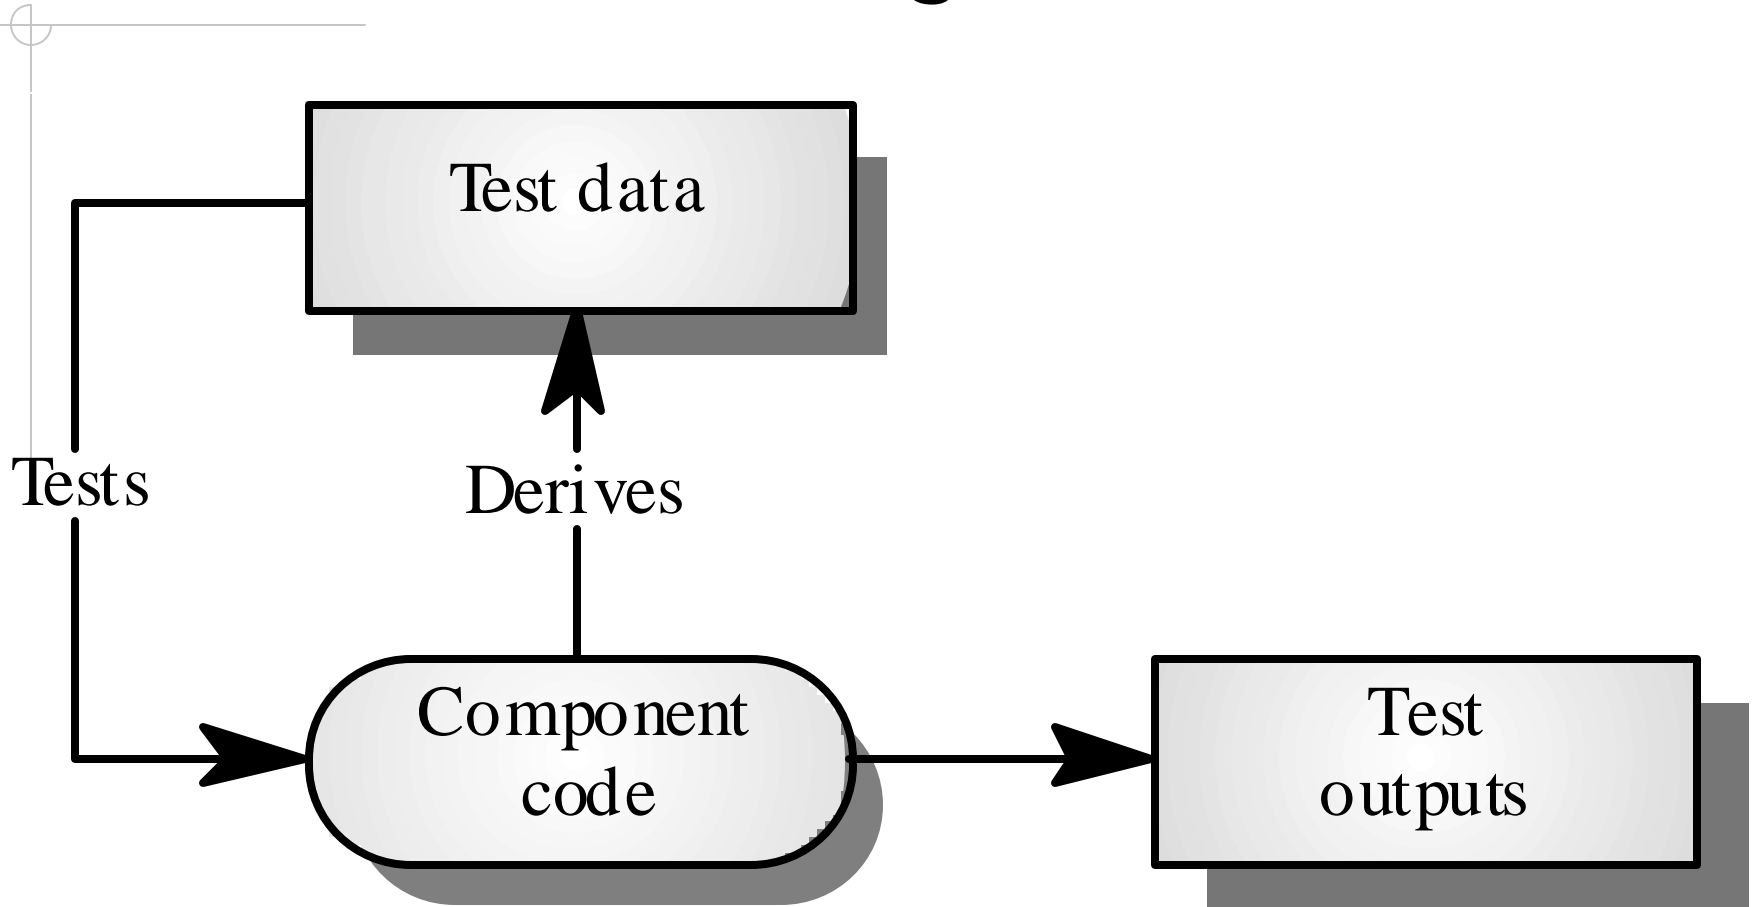 Test data
Tests
Derives
Component
code
Test
outputs